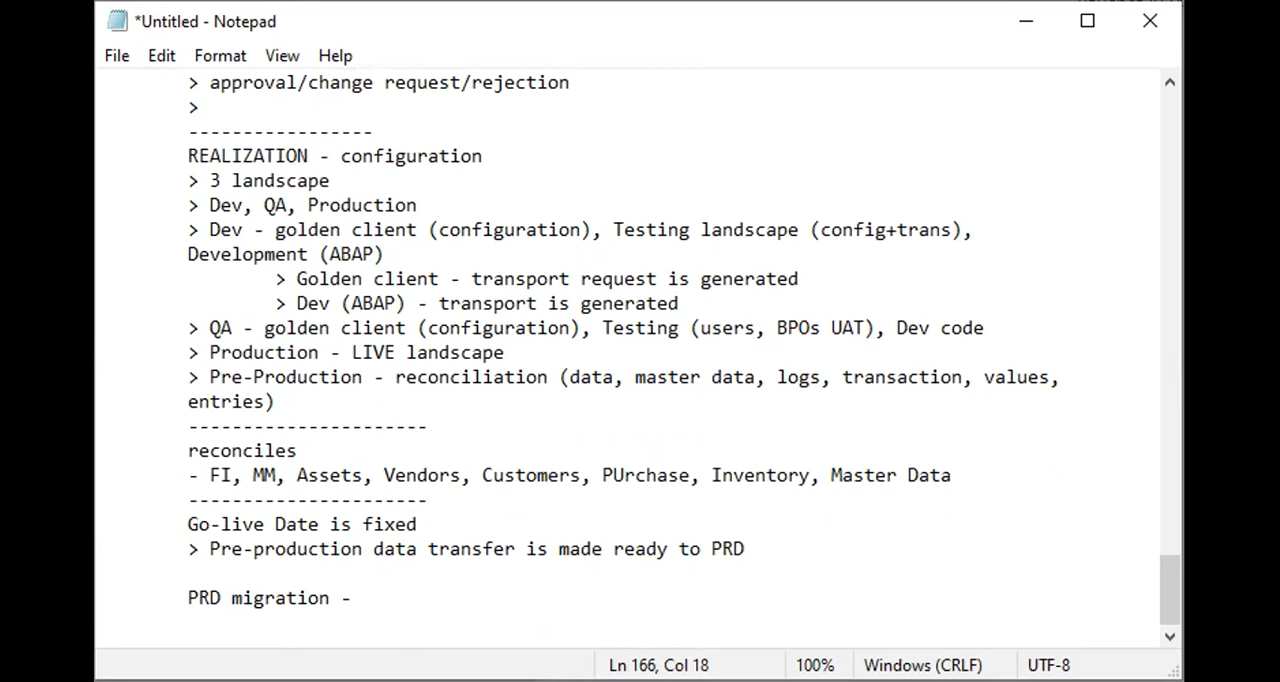 *Untitled - Notepad
File Edit Format View Help
> approval/change request/rejection
>
-----------------
REALIZATION - configuration
> 3 landscape
> Dev, QA, Production
> Dev - golden client (configuration), Testing landscape (config+trans),
Development (ABAP)
> Golden client - transport request is generated
> Dev (ABAP) - transport is generated
> QA - golden client (configuration), Testing (users, BPOs UAT), Dev code
> Production - LIVE landscape
> Pre-Production - reconciliation (data, master data, logs, transaction, values,
entries)
----------------------
reconciles
- FI, MM, Assets, Vendors, Customers, PUrchase, Inventory, Master Data
----------------------
Go-live Date is fixed
> Pre-production data transfer is made ready to PRD
PRD migration -
Ln 166, Col 18 100% Windows (CRLF) UTF-8